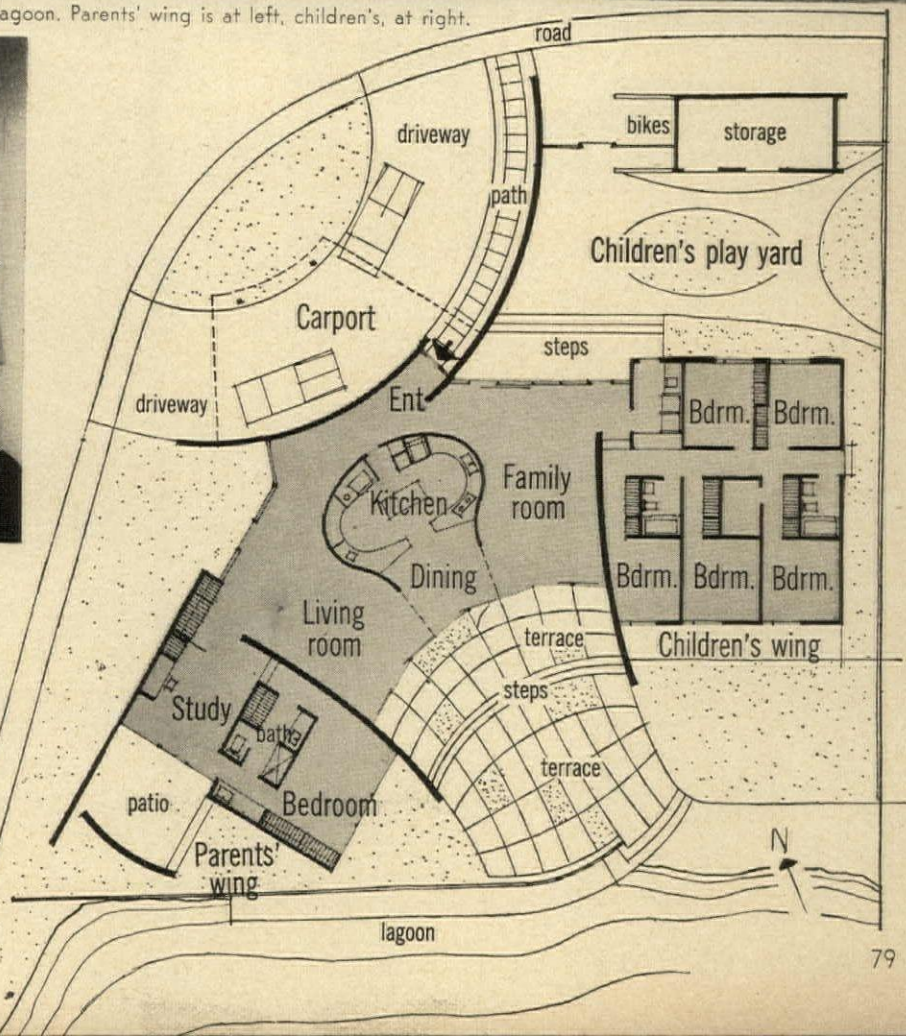 agoon. Parents' wing is at left, children's, at right.
road
driveway
bikes
storage
path
Children's play yard
Carport
steps
driveway
Ent.
Bdrm.
Bdrm.
Kitchen
Family
room
Dining
Bdrm.
Bdrm.
Bdrm.
Living
room
terrace
Children's wing
steps
Study
bath
terrace
patio
Bedroom
N
Parents'
wing
lagoon
79